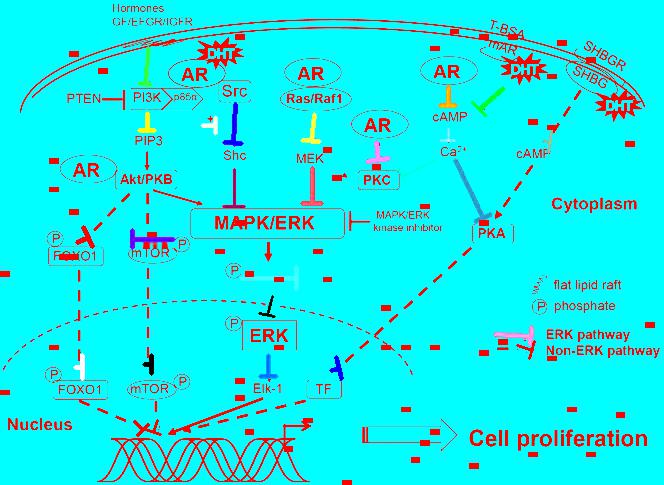 Hormones
GF/EFGR/IGFR
T-BSA
mAR
SHBGR
SHBG
DHT
DHT
DHT
AR
AR
AR
PTEN
PI3K
Src
Ras/Raf1
cAMP
AR
PIP3
Shc
MEK
Ca²⁺
cAMP
AR
Akt/PKB
PKC
Cytoplasm
MAPK/ERK
MAPK/ERK
kinase inhibitor
PKA
P
FOXO1
mTOR
P
P
flat lipid raft
P
phosphate
P
ERK
ERK pathway
Non-ERK pathway
P
FOXO1
mTOR
P
Elk-1
TF
Nucleus
Cell proliferation